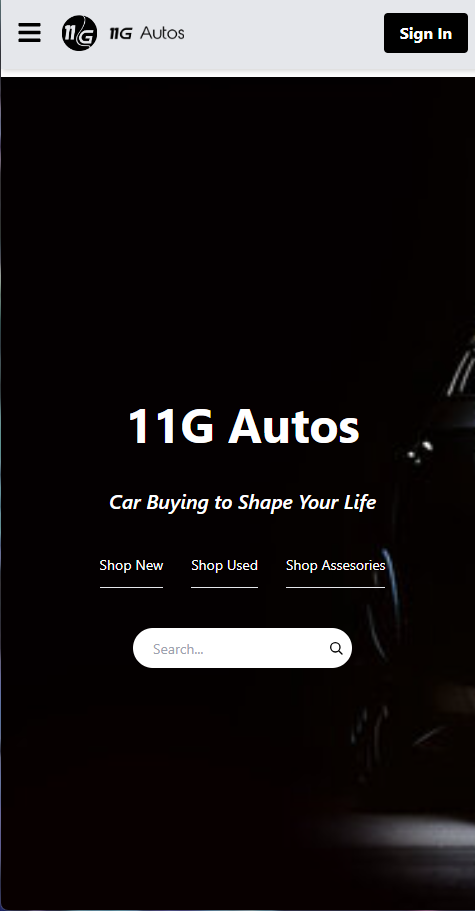 11G 11G Autos Sign In
11G Autos
Car Buying to Shape Your Life
Shop New Shop Used Shop Assesories
Search...